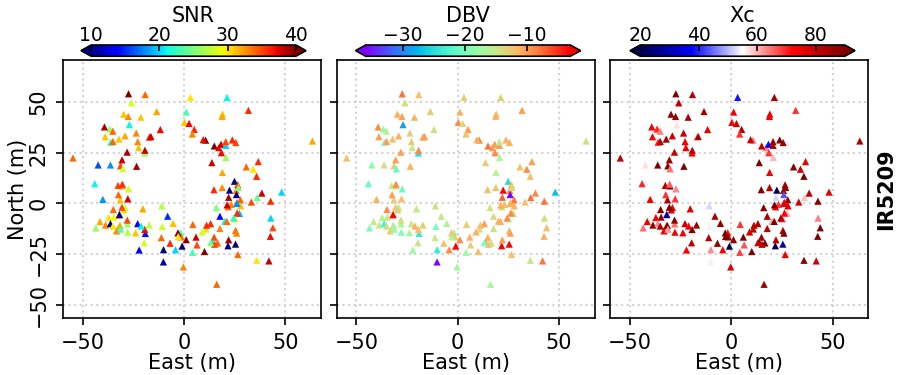 SNR DBV Xc
10 20 30 40 −30 −20 −10 20 40 60 80
50
25
0
−25
−50
North (m)
−50 0 50 −50 0 50 −50 0 50
East (m) East (m) East (m)
IR5209